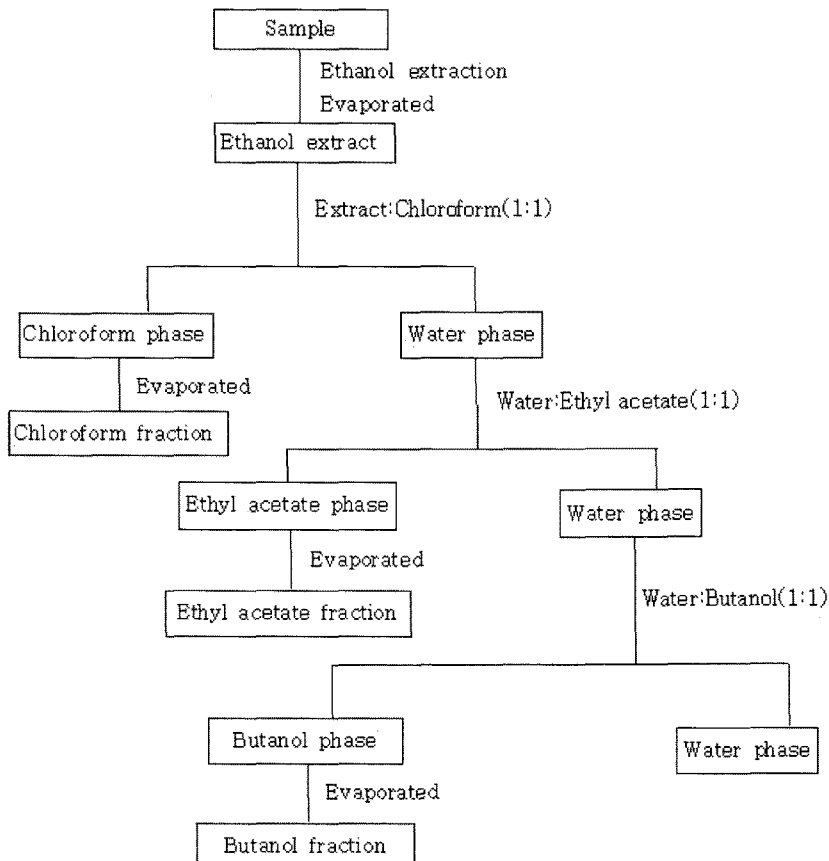 Sample
Ethanol extraction
Evaporated
Ethanol extract
Extract:Chloroform(1:1)
Chloroform phase
Water phase
Evaporated
Water:Ethyl acetate(1:1)
Chloroform fraction
Ethyl acetate phase
Water phase
Evaporated
Ethyl acetate fraction
Water:Butanol(1:1)
Butanol phase
Water phase
Evaporated
Butanol fraction